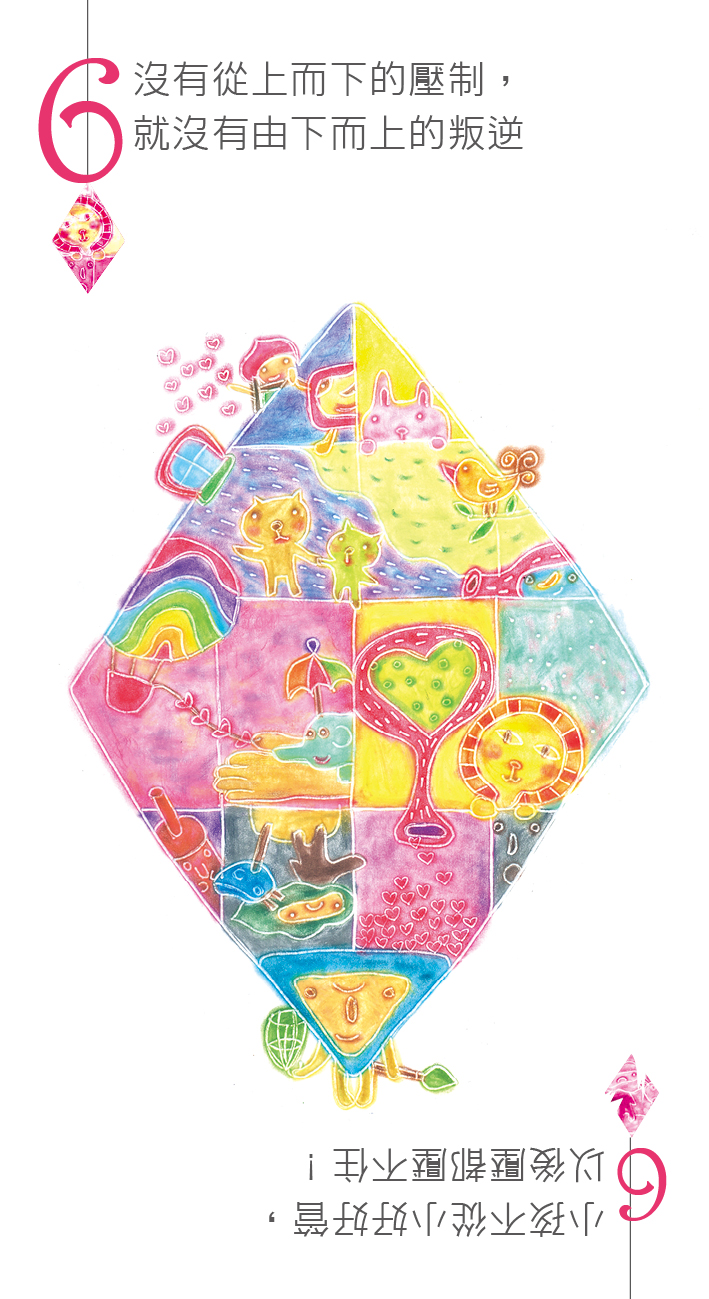 6
沒有從上而下的壓制，
就沒有由下而上的叛逆
6
小孩不從小好好管，
以後壓都壓不住！